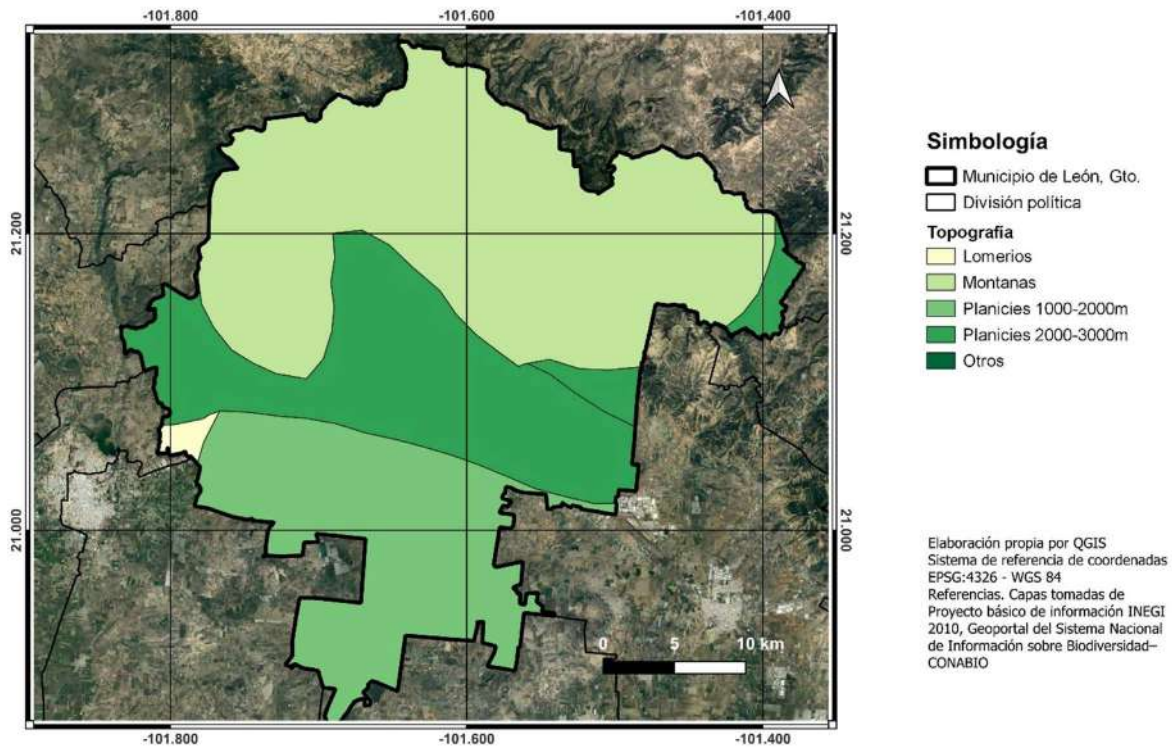 -101.800 -101.600 -101.400
21.200 21.200
21.000 21.000
0 5 10 km
-101.800 -101.600 -101.400
Simbología
Municipio de León, Gto.
División política
Topografia
Lomerios
Montanas
Planicies 1000-2000m
Planicies 2000-3000m
Otros
Elaboración propia por QGIS
Sistema de referencia de coordenadas
EPSG:4326 - WGS 84
Referencias. Capas tomadas de
Proyecto básico de información INEGI
2010, Geoportal del Sistema Nacional
de Información sobre Biodiversidad–
CONABIO